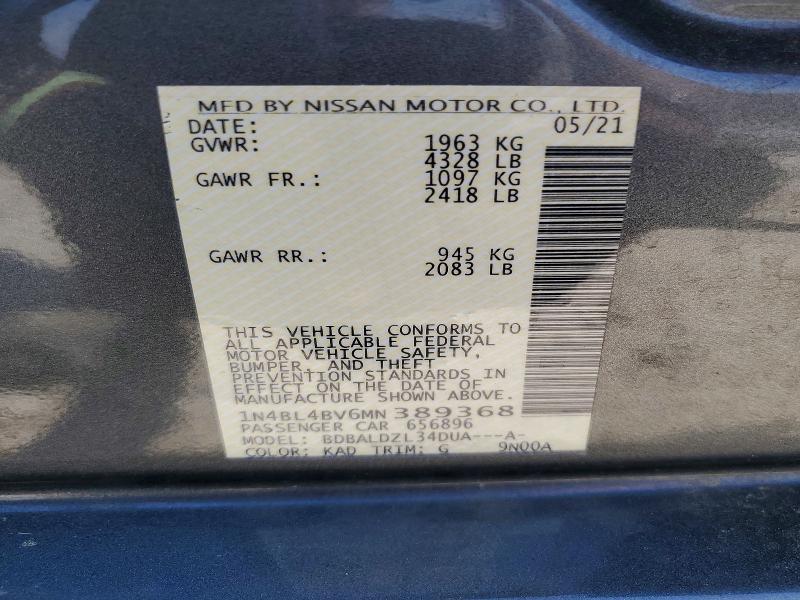 MFD BY NISSAN MOTOR CO., LTD.
DATE: 05/21
GVWR: 1963 KG
4328 LB
GAWR FR.: 1097 KG
2418 LB
GAWR RR.: 945 KG
2083 LB
THIS VEHICLE CONFORMS TO
ALL APPLICABLE FEDERAL
MOTOR VEHICLE SAFETY,
BUMPER, AND THEFT
PREVENTION STANDARDS IN
EFFECT ON THE DATE OF
MANUFACTURE SHOWN ABOVE.
1N4BL4BV6MN 389368
PASSENGER CAR 656896
MODEL: BDBALDZL34DUA---A-
COLOR: KAD TRIM: G 9NQQA